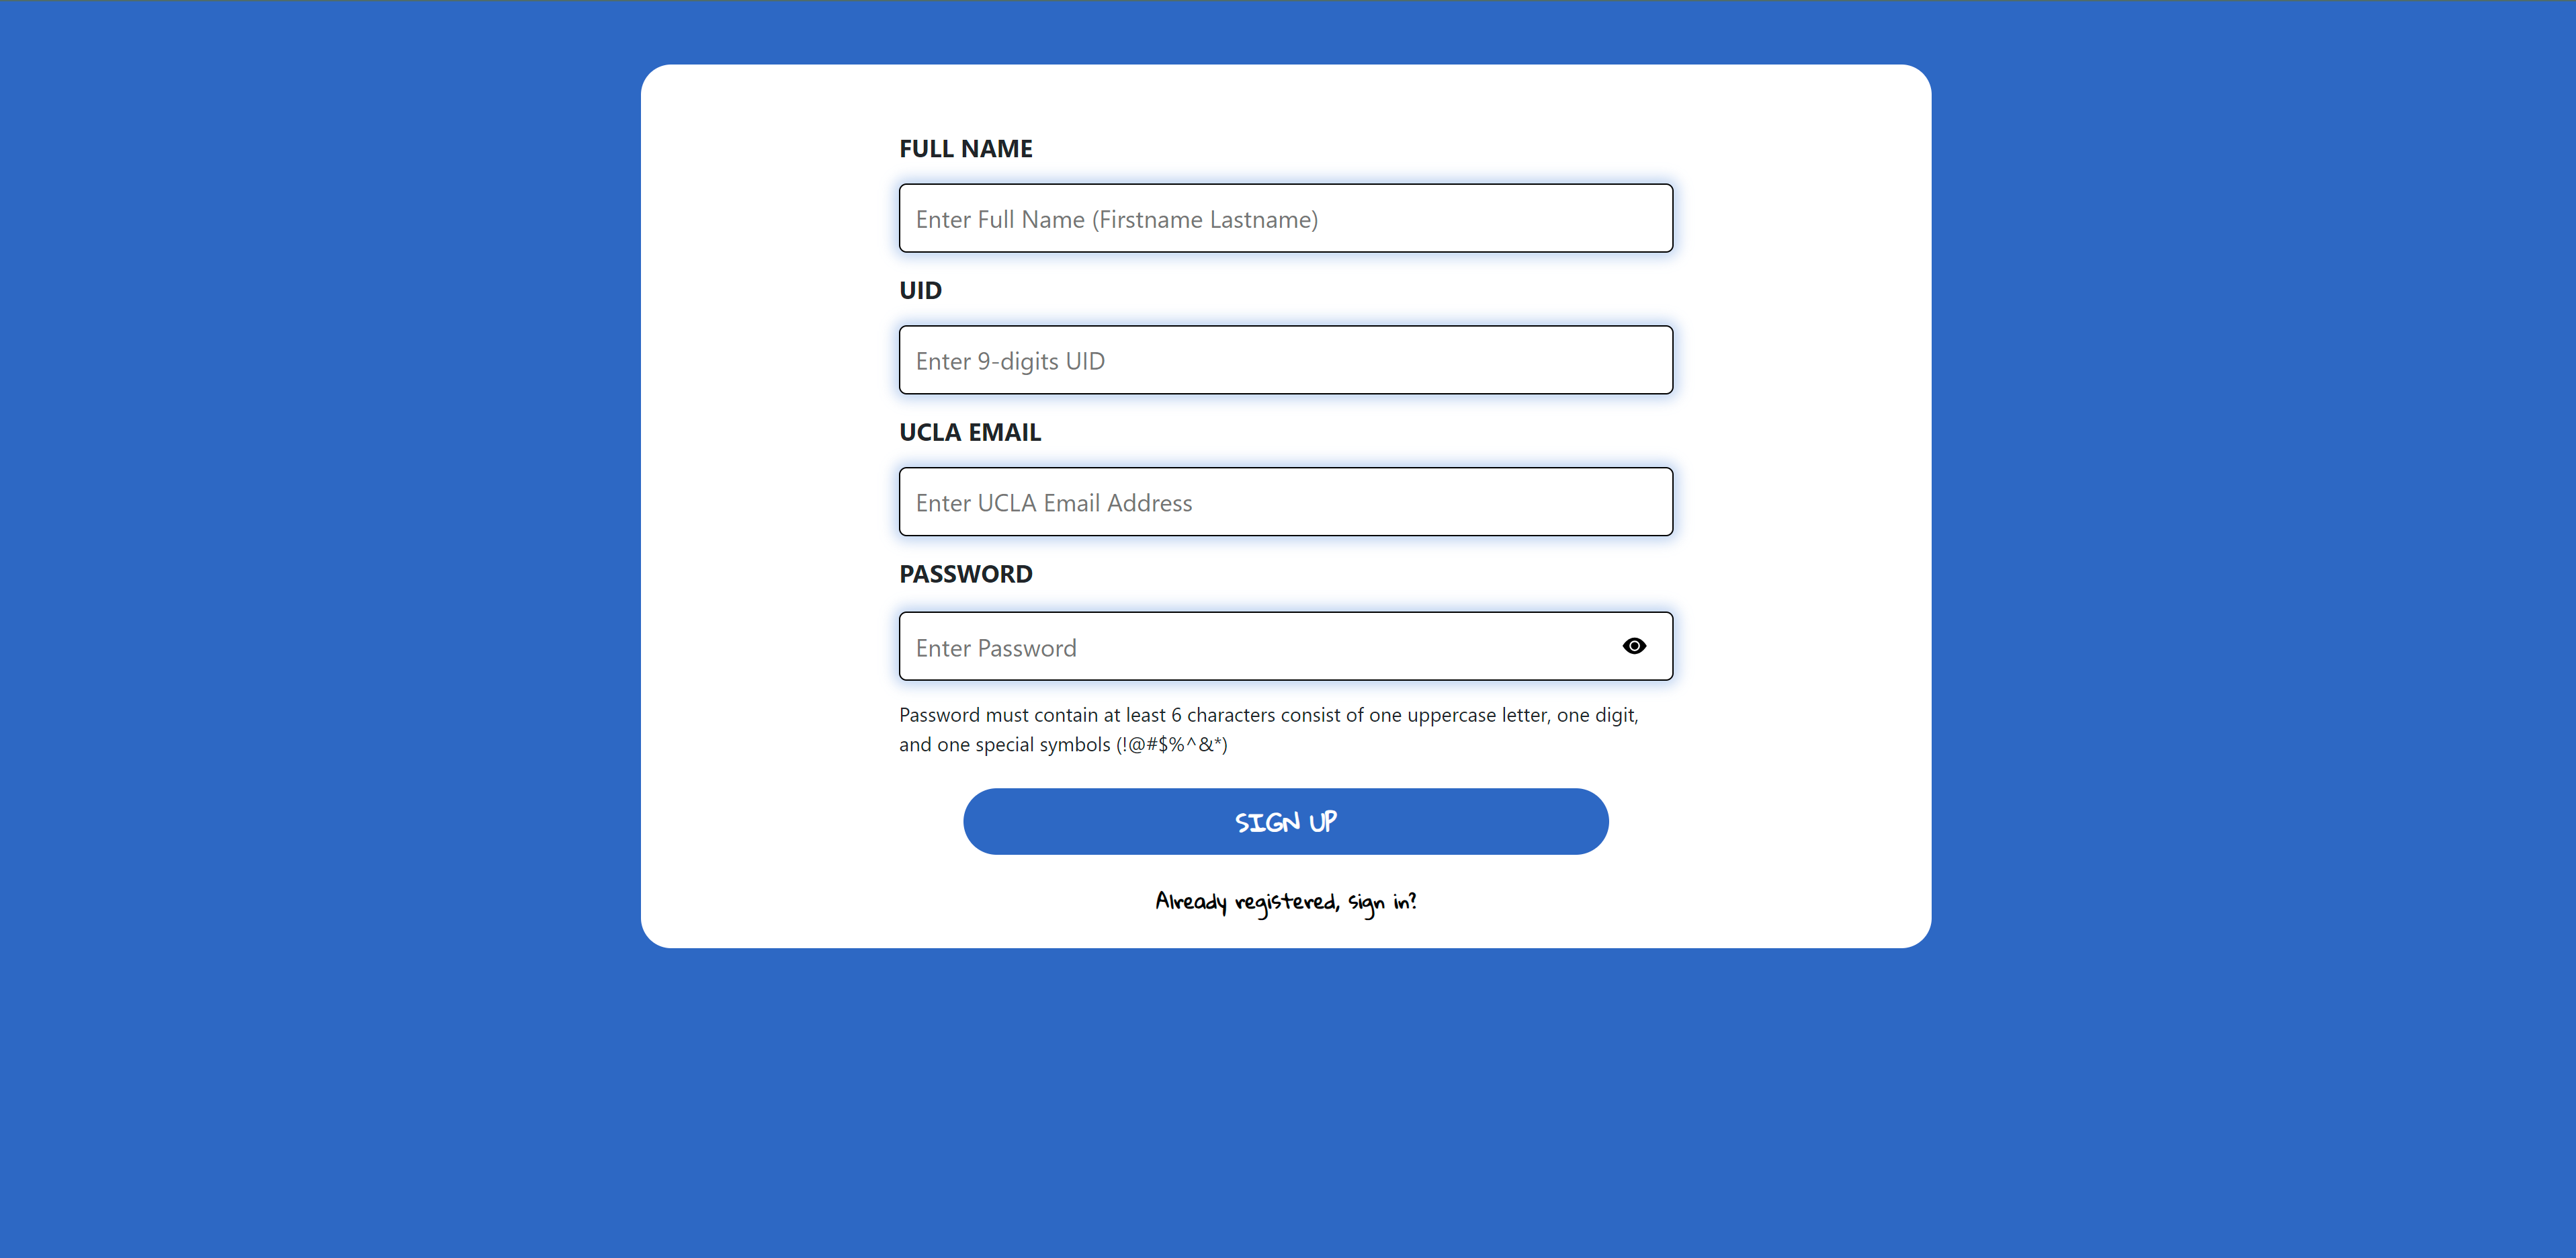 FULL NAME
Enter Full Name (Firstname Lastname)
UID
Enter 9-digits UID
UCLA EMAIL
Enter UCLA Email Address
PASSWORD
Enter Password
Password must contain at least 6 characters consist of one uppercase letter, one digit,
and one special symbols (!@#$%^&*)
SIGN UP
Already registered, sign in?